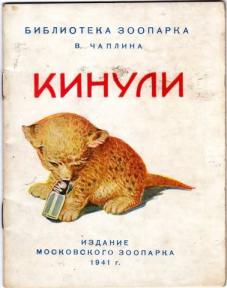 БИБЛИОТЕКА ЗООПАРКА
В. ЧАПЛИНА
КИНУЛИ
ИЗДАНИЕ
МОСКОВСКОГО ЗООПАРКА
1941 г.